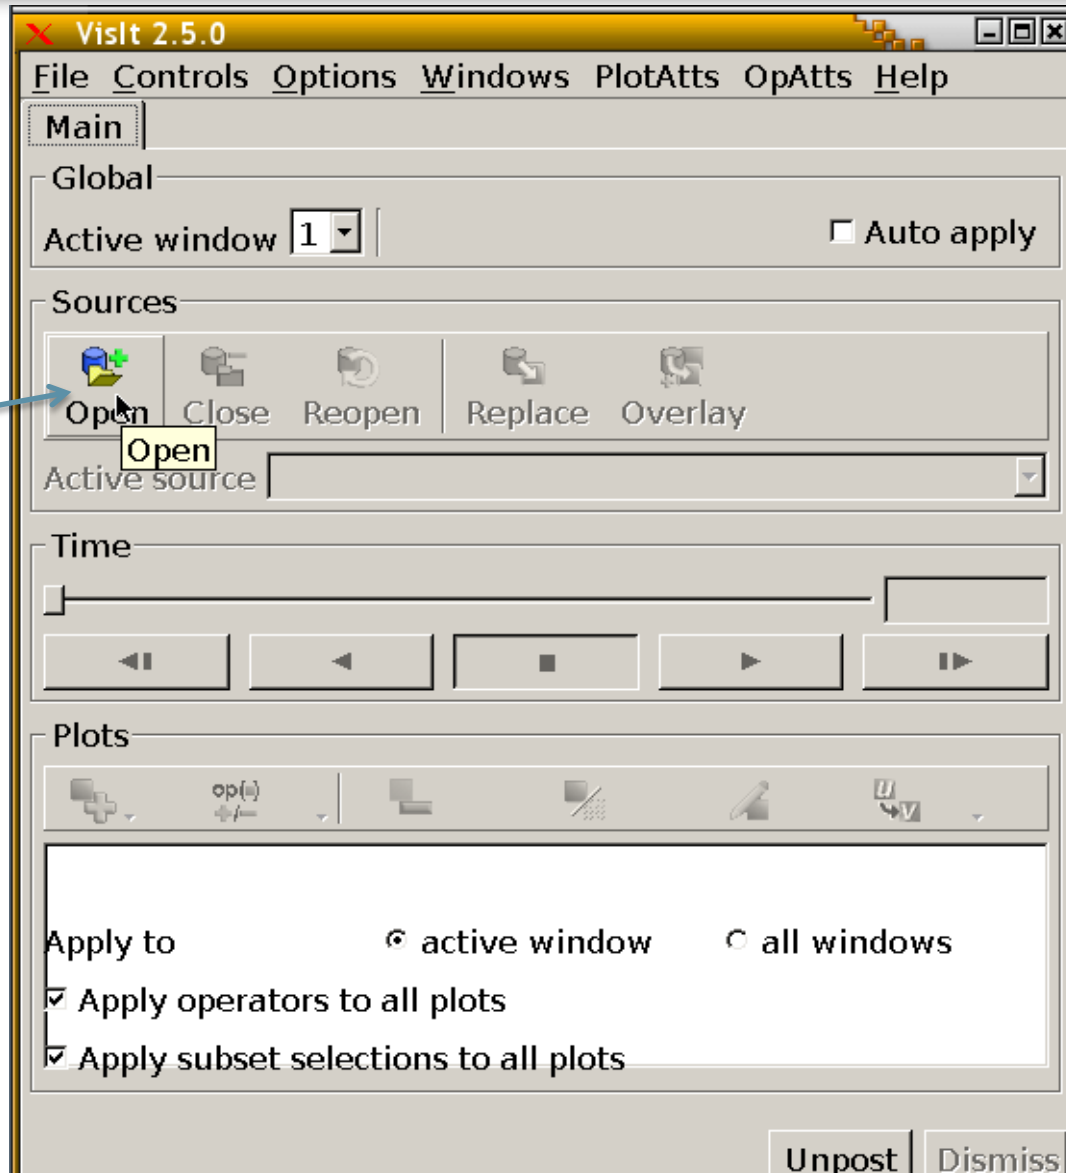 VisIt 2.5.0
File Controls Options Windows PlotAtts OpAtts Help
Main
Global
Active window 1 Auto apply
Sources
Open Close Reopen Replace Overlay
Open
Active source
Time
Plots
op(=)
+/-
U
V
Apply to active window all windows
Apply operators to all plots
Apply subset selections to all plots
Unpost Dismiss